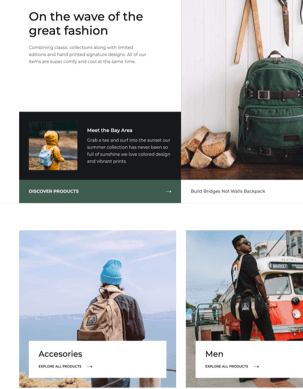 On the wave of the
great fashion
Combining classic collections along with limited
editions and hand printed signature designs. All of our
items are super comfy and cool at the same time.
Meet the Bay Area
Grab a tee and surf into the sunset our
summer collection has never been so
full of sunshine we love colored design
and vibrant prints.
DISCOVER PRODUCTS
Build Bridges Not Walls Backpack
Accesories
EXPLORE ALL PRODUCTS
Men
EXPLORE ALL PRODUCTS